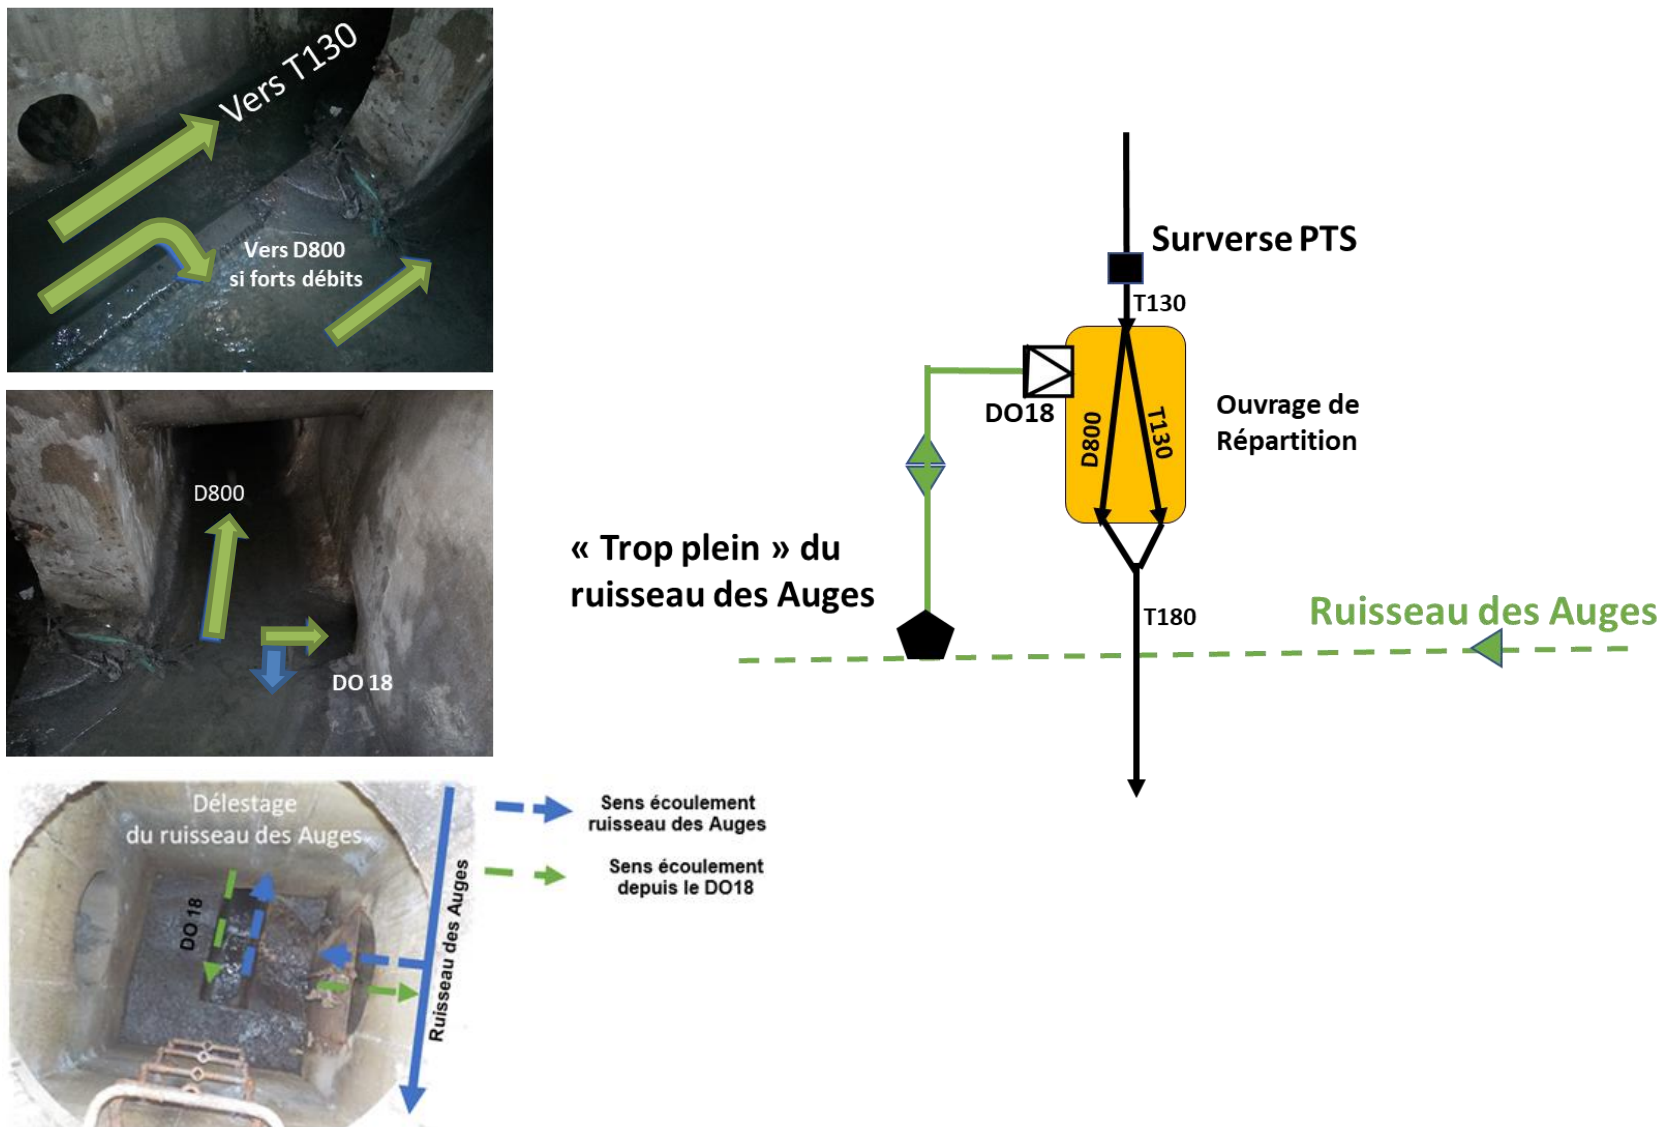 Vers T130
Vers D800
si forts débits
D800
DO 18
Délestage
du ruisseau des Auges
DO 18
Ruisseau des Auges
Sens écoulement
ruisseau des Auges
Sens écoulement
depuis le DO18
Surverse PTS
T130
DO18
D800
T130
Ouvrage de
Répartition
« Trop plein » du
ruisseau des Auges
T180
Ruisseau des Auges